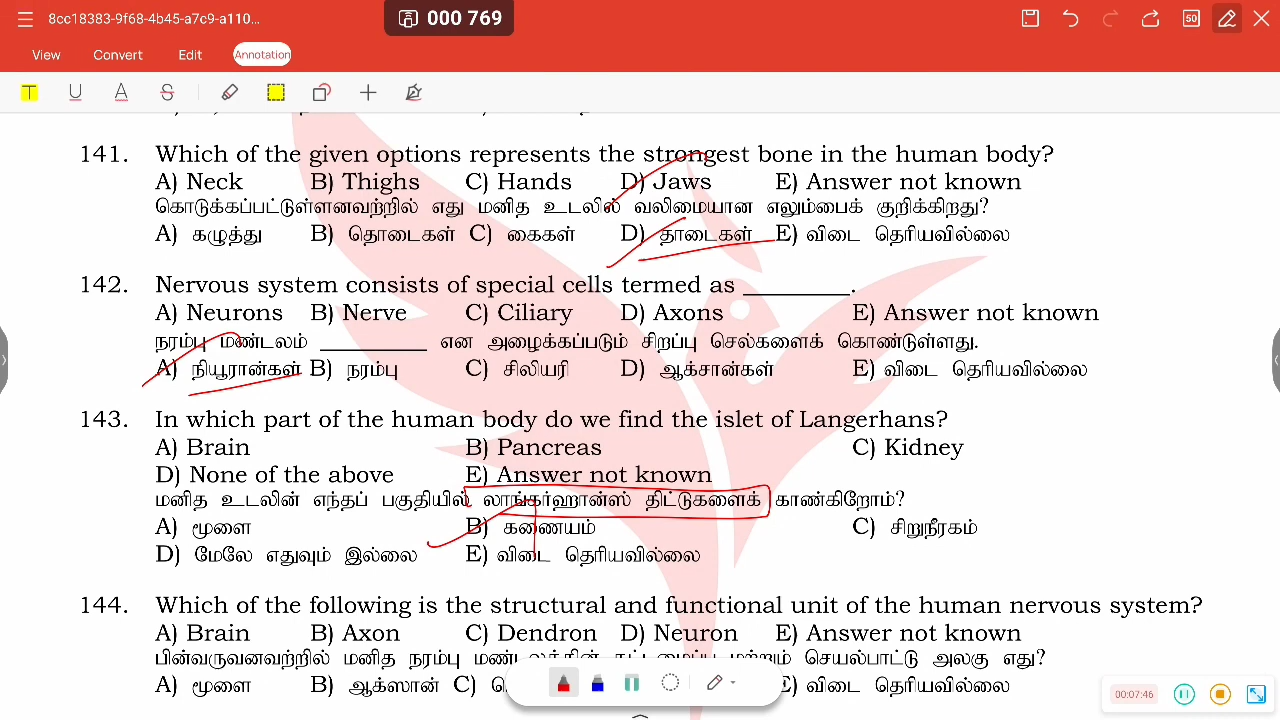 8cc18383-9f68-4b45-a7c9-a110...
000 769
50
View Convert Edit Annotation
T U A S
141. Which of the given options represents the strongest bone in the human body?
A) Neck B) Thighs C) Hands D) Jaws E) Answer not known
கொடுக்கப்பட்டுள்ளனவற்றில் எது மனித உடலில் வலிமையான எலும்பைக் குறிக்கிறது?
A) கழுத்து B) தொடைகள் C) கைகள் D) தாடைகள் E) விடை தெரியவில்லை
142. Nervous system consists of special cells termed as _________.
A) Neurons B) Nerve C) Ciliary D) Axons E) Answer not known
நரம்பு மண்டலம் _________ என அழைக்கப்படும் சிறப்பு செல்களைக் கொண்டுள்ளது.
A) நியூரான்கள் B) நரம்பு C) சிலியரி D) ஆக்சான்கள் E) விடை தெரியவில்லை
143. In which part of the human body do we find the islet of Langerhans?
A) Brain B) Pancreas C) Kidney
D) None of the above E) Answer not known
மனித உடலின் எந்தப் பகுதியில் லாங்கர்ஹான்ஸ் திட்டுகளைக் காண்கிறோம்?
A) மூளை B) கணையம் C) சிறுநீரகம்
D) மேலே எதுவும் இல்லை E) விடை தெரியவில்லை
144. Which of the following is the structural and functional unit of the human nervous system?
A) Brain B) Axon C) Dendron D) Neuron E) Answer not known
பின்வருவனவற்றில் மனித நரம்பு மண்டலத்தின் கட்டமைப்பு மற்றும் செயல்பாட்டு அலகு எது?
A) மூளை B) ஆக்ஸான் C) E) விடை தெரியவில்லை
00:07:46